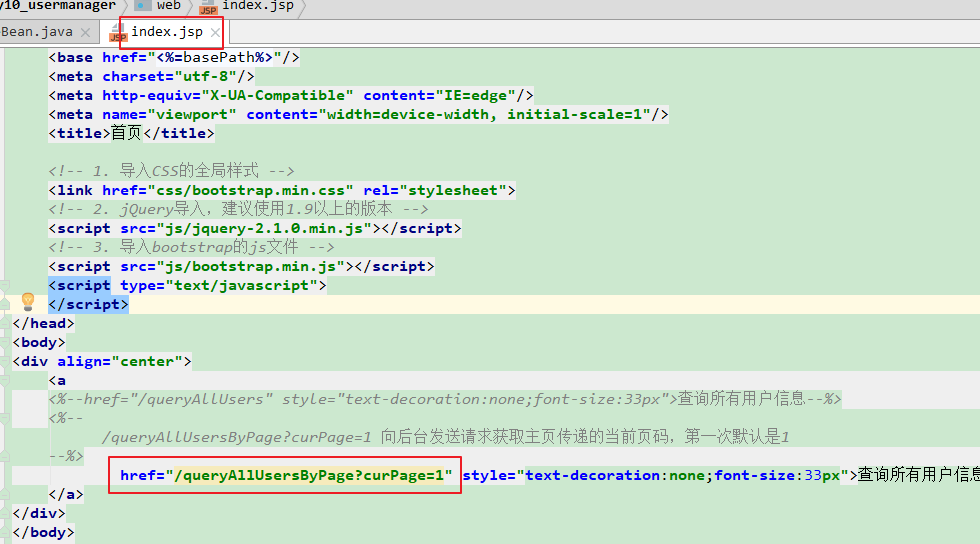 y10_usermanager web JSP index.jsp
Bean.java JSP index.jsp
<base href="<%=basePath%>"/>
<meta charset="utf-8"/>
<meta http-equiv="X-UA-Compatible" content="IE=edge"/>
<meta name="viewport" content="width=device-width, initial-scale=1"/>
<title>首页</title>
<!-- 1. 导入CSS的全局样式 -->
<link href="css/bootstrap.min.css" rel="stylesheet">
<!-- 2. jQuery导入，建议使用1.9以上的版本 -->
<script src="js/jquery-2.1.0.min.js"></script>
<!-- 3. 导入bootstrap的js文件 -->
<script src="js/bootstrap.min.js"></script>
<script type="text/javascript">
</script>
</head>
<body>
<div align="center">
<a
<%--href="/queryAllUsers" style="text-decoration:none;font-size:33px">查询所有用户信息--%>
<%--
/queryAllUsersByPage?curPage=1 向后台发送请求获取主页传递的当前页码，第一次默认是1
--%>
href="/queryAllUsersByPage?curPage=1" style="text-decoration:none;font-size:33px">查询所有用户信息
</a>
</div>
</body>